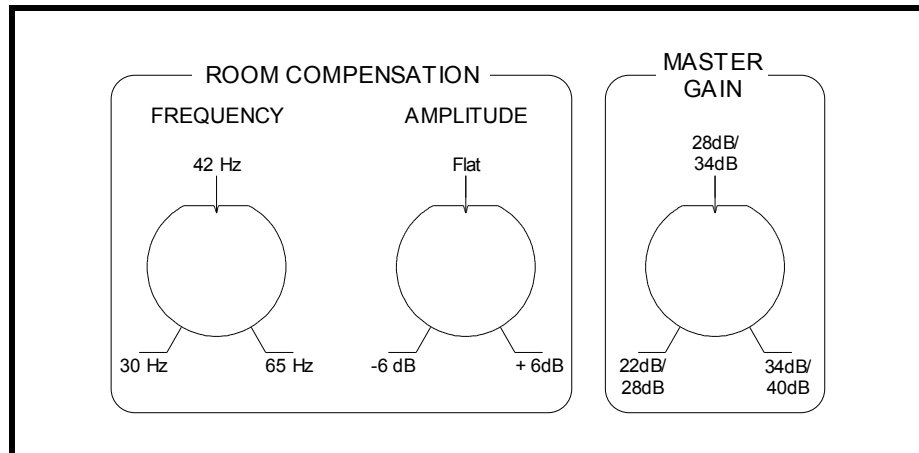 ROOM COMPENSATION
FREQUENCY
AMPLITUDE
42 Hz
Flat
30 Hz
65 Hz
-6 dB
+ 6dB
MASTER
GAIN
28dB/
34dB
22dB/
28dB
34dB/
40dB